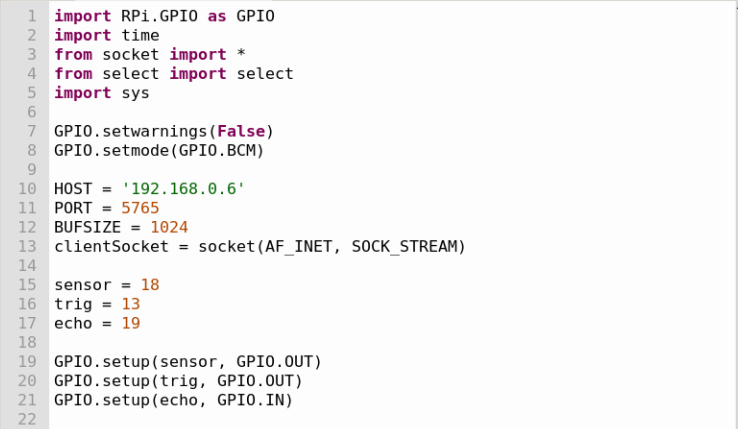 1 import RPi.GPIO as GPIO
2 import time
3 from socket import *
4 from select import select
5 import sys
6
7 GPIO.setwarnings(False)
8 GPIO.setmode(GPIO.BCM)
9
10 HOST = '192.168.0.6'
11 PORT = 5765
12 BUFSIZE = 1024
13 clientSocket = socket(AF_INET, SOCK_STREAM)
14
15 sensor = 18
16 trig = 13
17 echo = 19
18
19 GPIO.setup(sensor, GPIO.OUT)
20 GPIO.setup(trig, GPIO.OUT)
21 GPIO.setup(echo, GPIO.IN)
22